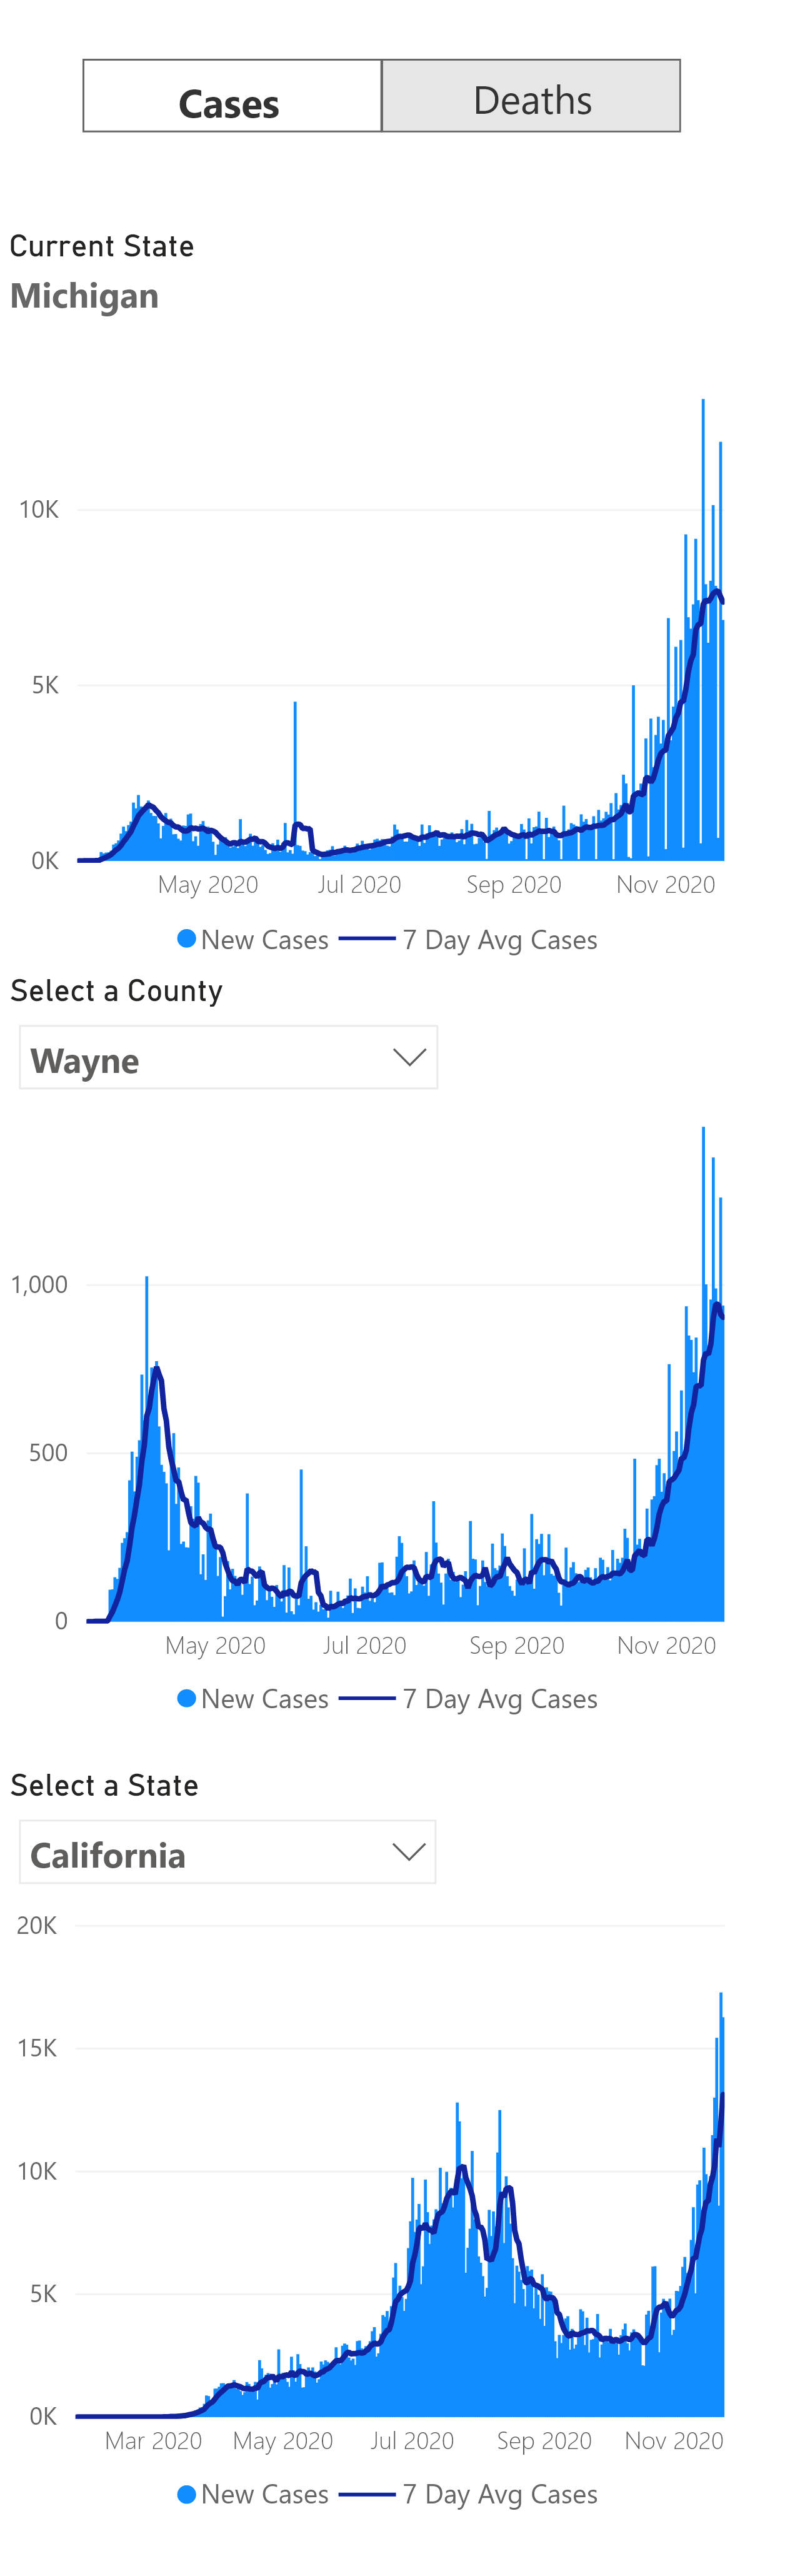 Cases Deaths
Current State
Michigan
10K
5K
0K
May 2020 Jul 2020 Sep 2020 Nov 2020
New Cases 7 Day Avg Cases
Select a County
Wayne
1,000
500
0
May 2020 Jul 2020 Sep 2020 Nov 2020
New Cases 7 Day Avg Cases
Select a State
California
20K
15K
10K
5K
0K
Mar 2020 May 2020 Jul 2020 Sep 2020 Nov 2020
New Cases 7 Day Avg Cases